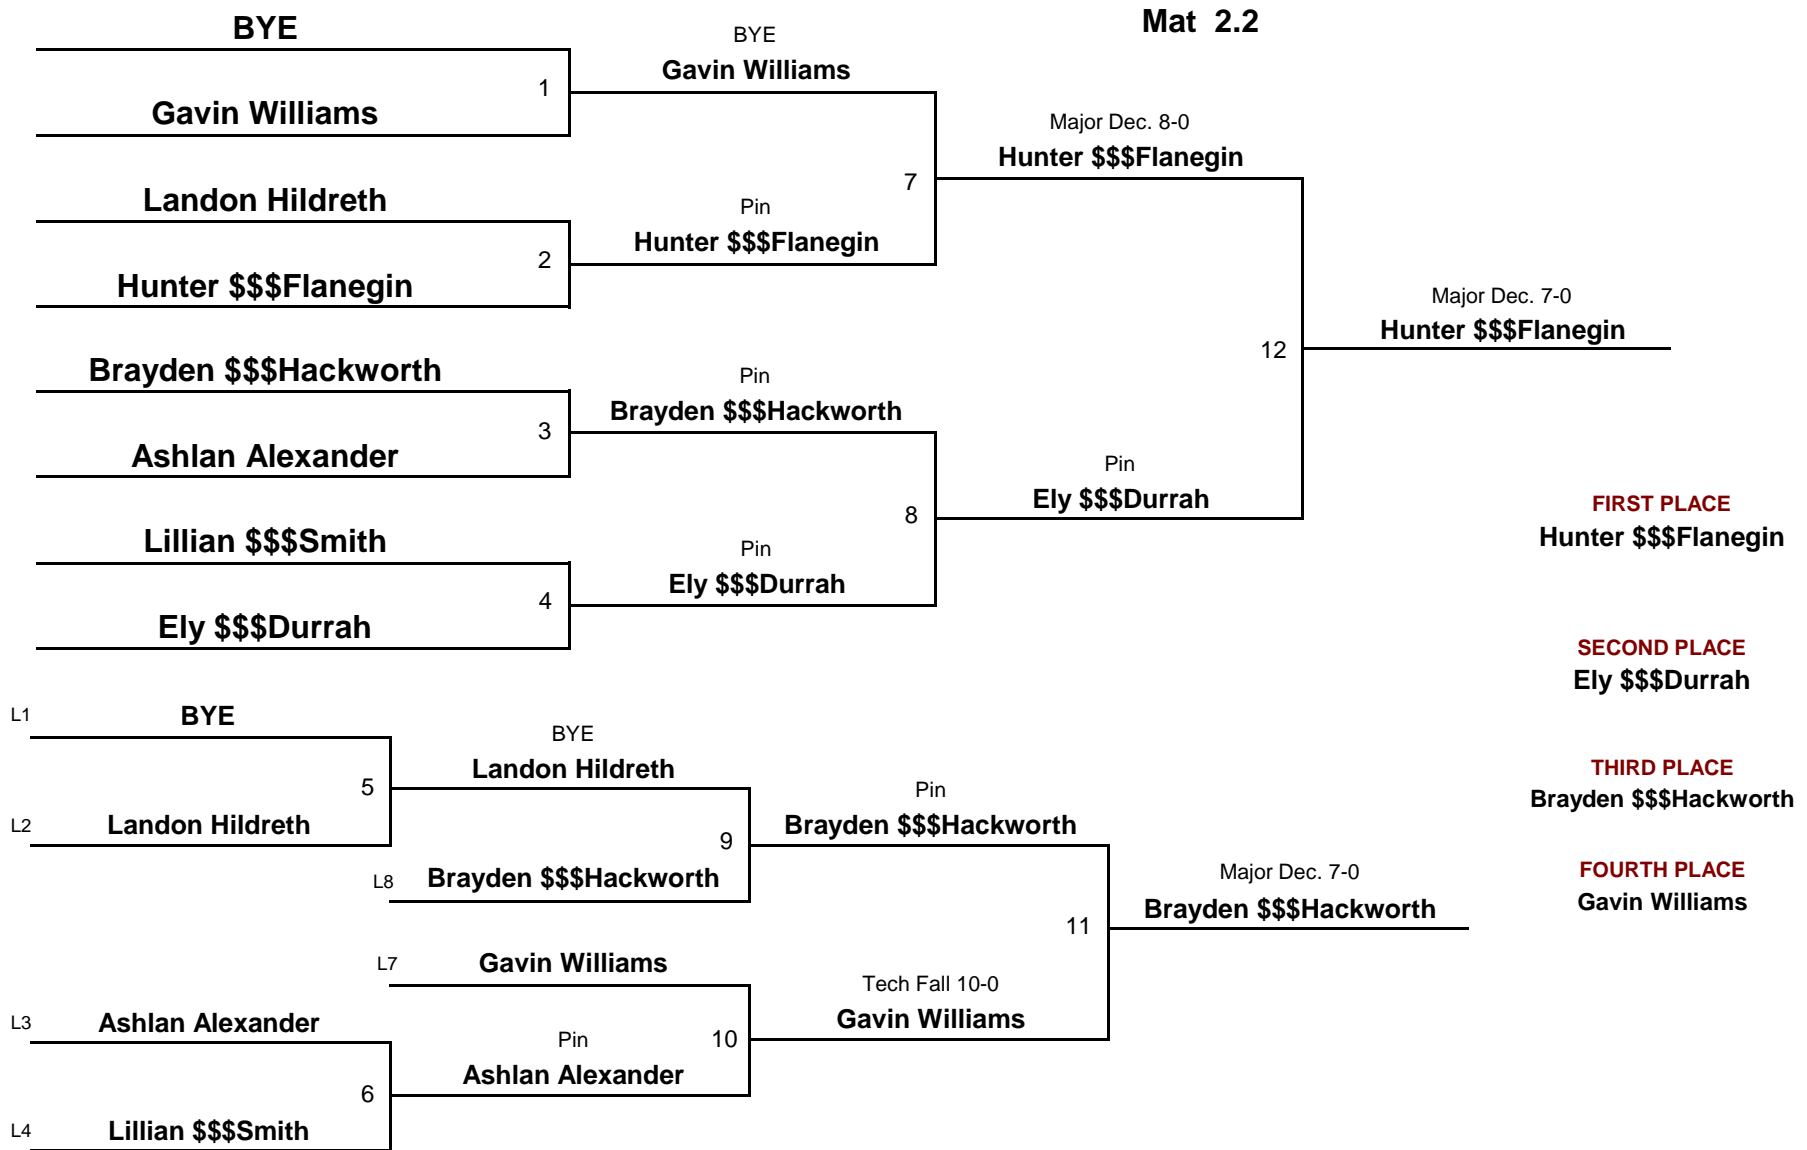 Mat 2.2
BYE
1
Gavin Williams
BYE
Gavin Williams
Landon Hildreth
2
Hunter $$$Flanegin
Pin
Hunter $$$Flanegin
7
Major Dec. 8-0
Hunter $$$Flanegin
Brayden $$$Hackworth
3
Ashlan Alexander
Pin
Brayden $$$Hackworth
Lillian $$$Smith
4
Ely $$$Durrah
Pin
Ely $$$Durrah
8
Pin
Ely $$$Durrah
12
Major Dec. 7-0
Hunter $$$Flanegin
FIRST PLACE
Hunter $$$Flanegin
SECOND PLACE
Ely $$$Durrah
THIRD PLACE
Brayden $$$Hackworth
FOURTH PLACE
Gavin Williams
L1
BYE
5
L2
Landon Hildreth
BYE
Landon Hildreth
9
L8
Brayden $$$Hackworth
Pin
Brayden $$$Hackworth
L7
Gavin Williams
L3
Ashlan Alexander
6
L4
Lillian $$$Smith
Pin
Ashlan Alexander
10
Tech Fall 10-0
Gavin Williams
11
Major Dec. 7-0
Brayden $$$Hackworth